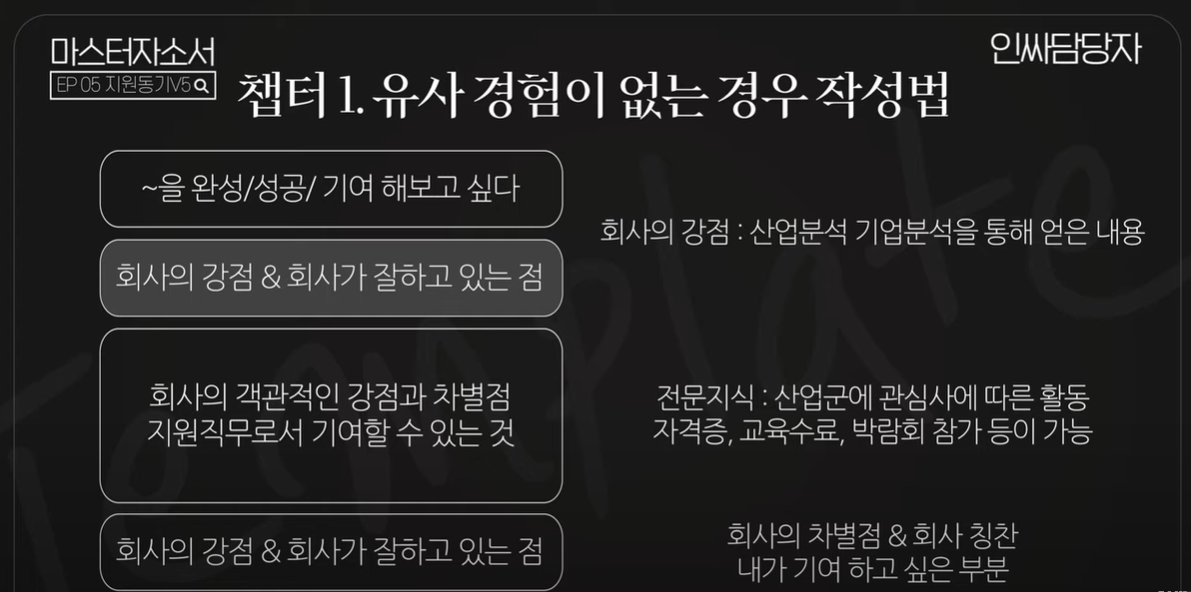 마스터자소서
EP 05 지원동기V5
인싸담당자
챕터 1. 유사 경험이 없는 경우 작성법
~을 완성/성공/ 기여 해보고 싶다
회사의 강점 : 산업분석 기업분석을 통해 얻은 내용
회사의 강점 & 회사가 잘하고 있는 점
회사의 객관적인 강점과 차별점
지원직무로서 기여할 수 있는 것
전문지식 : 산업군에 관심사에 따른 활동
자격증, 교육수료, 박람회 참가 등이 가능
회사의 강점 & 회사가 잘하고 있는 점
회사의 차별점 & 회사 칭찬
내가 기여 하고 싶은 부분
Template